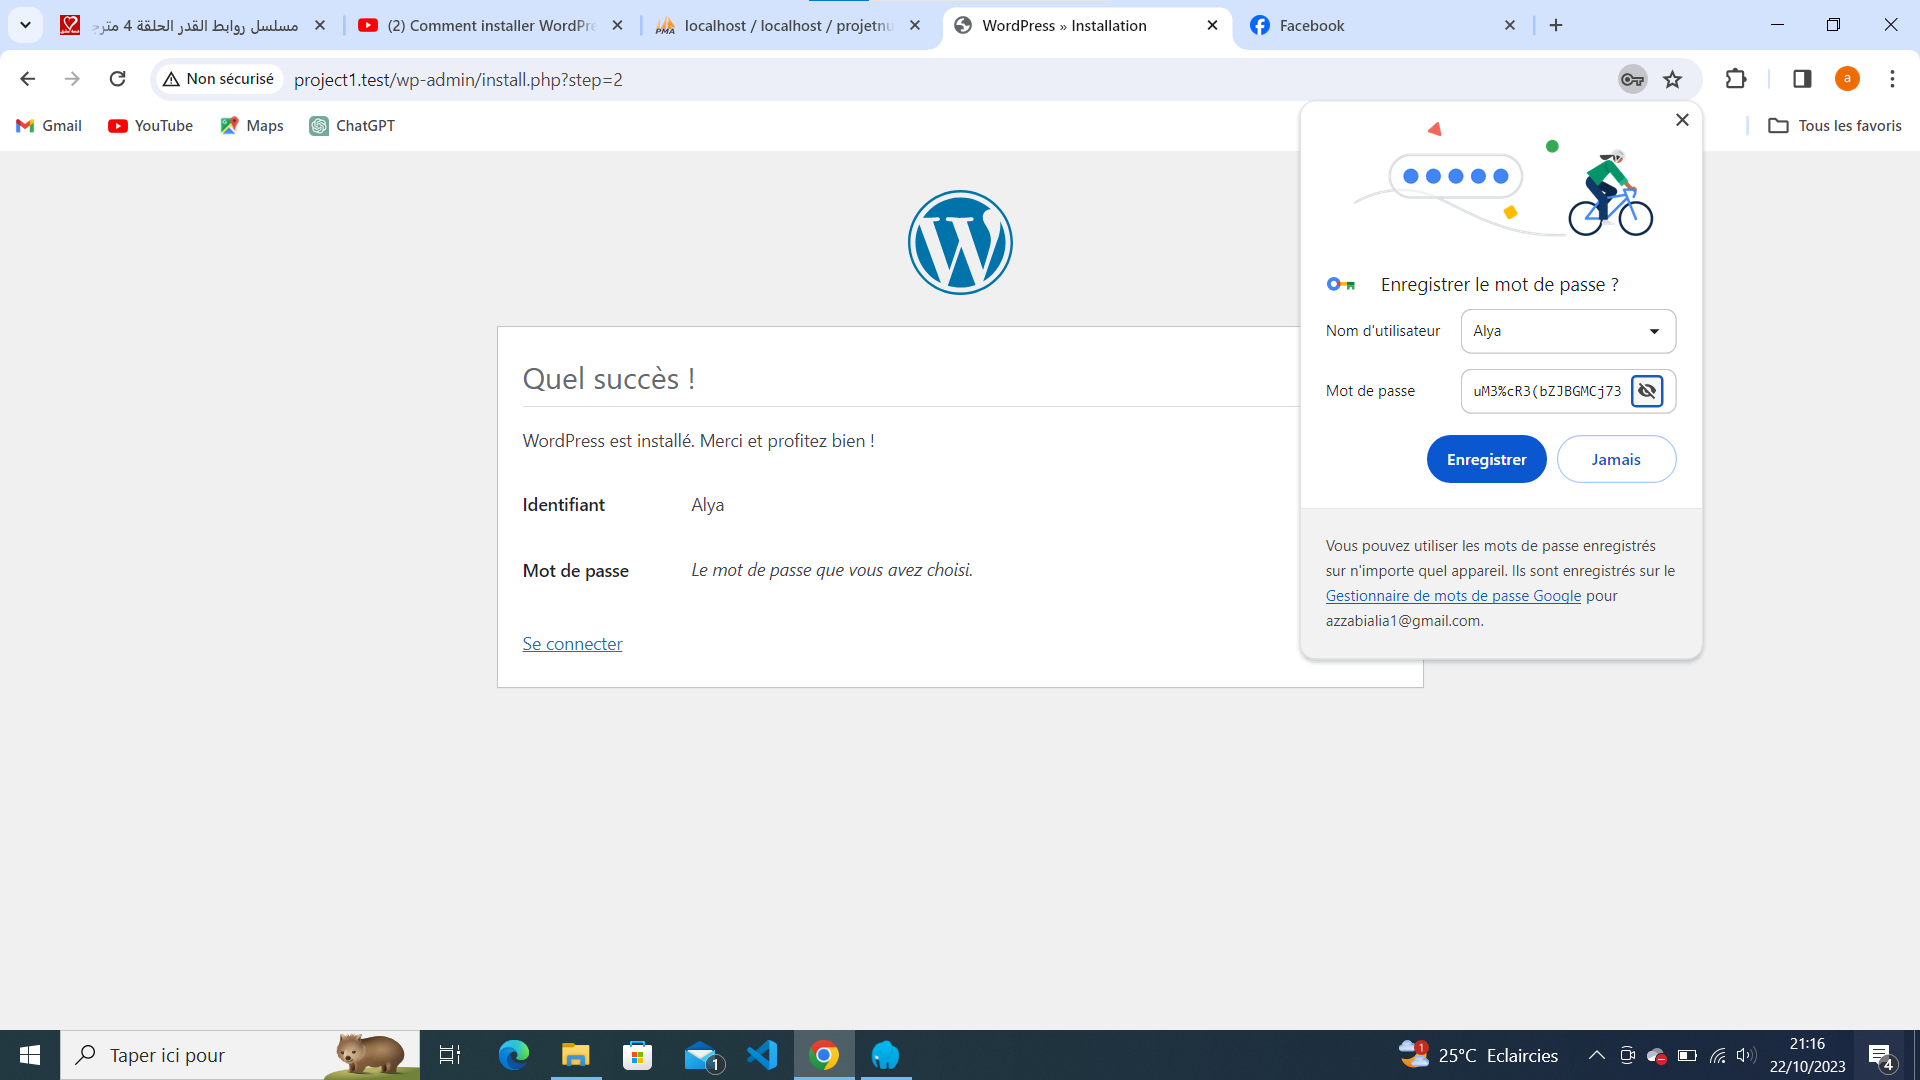 مسلسل روابط القدر الحلقة 4 مترج
(2) Comment installer WordPre
localhost / localhost / projetnu
WordPress » Installation
Facebook
Non sécurisé
project1.test/wp-admin/install.php?step=2
a
Gmail
YouTube
Maps
ChatGPT
Tous les favoris
Enregistrer le mot de passe ?
Nom d'utilisateur
Alya
Mot de passe
uM3%cR3(bZJBGMCj73
Enregistrer
Jamais
Vous pouvez utiliser les mots de passe enregistrés
sur n'importe quel appareil. Ils sont enregistrés sur le
Gestionnaire de mots de passe Google pour
azzabialia1@gmail.com.
Quel succès !
WordPress est installé. Merci et profitez bien !
Identifiant
Alya
Mot de passe
Le mot de passe que vous avez choisi.
Se connecter
Taper ici pour
1
1
25°C Eclaircies
21:16
22/10/2023
4